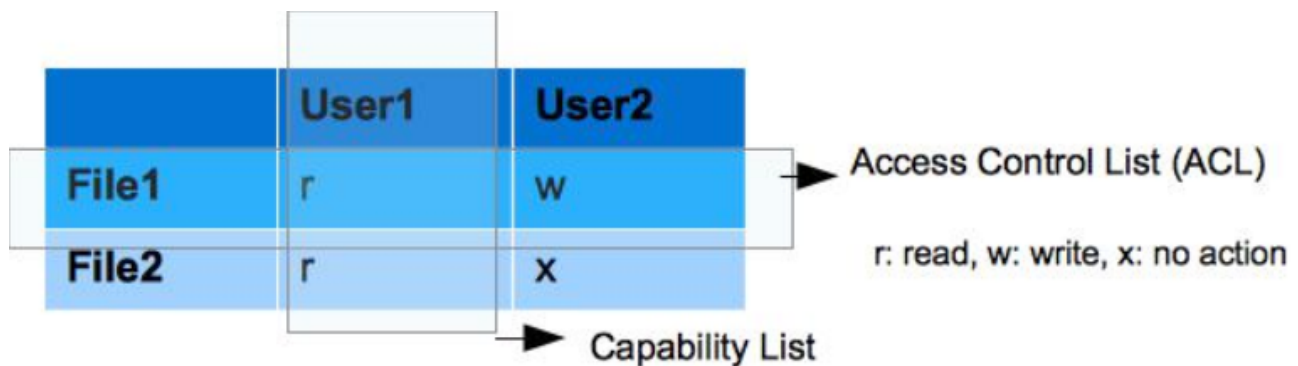 User1 User2
File1 r w
Access Control List (ACL)
File2 r x
r: read, w: write, x: no action
Capability List